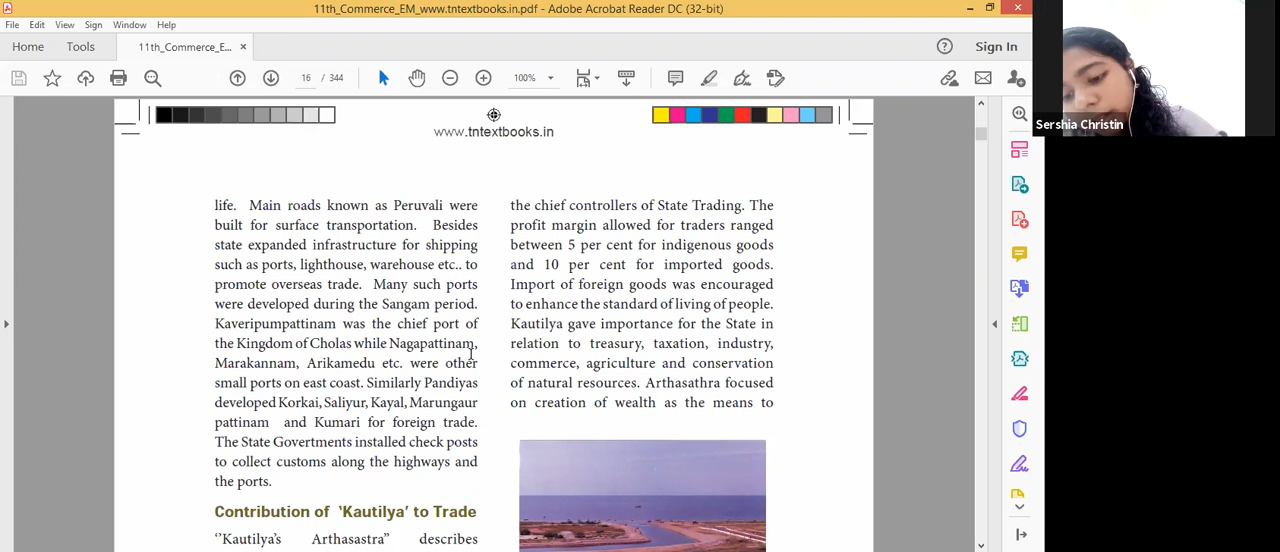 11th_Commerce_EM_www.tntextbooks.in.pdf - Adobe Acrobat Reader DC (32-bit)
File Edit View Sign Window Help
Home Tools 11th_Commerce_E... × Sign In
16 / 344 100%
www.tntextbooks.in
life. Main roads known as Peruvali were
built for surface transportation. Besides
state expanded infrastructure for shipping
such as ports, lighthouse, warehouse etc.. to
promote overseas trade. Many such ports
were developed during the Sangam period.
Kaveripumpattinam was the chief port of
the Kingdom of Cholas while Nagapattinam,
Marakannam, Arikamedu etc. were other
small ports on east coast. Similarly Pandiyas
developed Korkai, Saliyur, Kayal, Marungaur
pattinam and Kumari for foreign trade.
The State Govertments installed check posts
to collect customs along the highways and
the ports.
Contribution of 'Kautilya' to Trade
‘’Kautilya's Arthasastra” describes
the chief controllers of State Trading. The
profit margin allowed for traders ranged
between 5 per cent for indigenous goods
and 10 per cent for imported goods.
Import of foreign goods was encouraged
to enhance the standard of living of people.
Kautilya gave importance for the State in
relation to treasury, taxation, industry,
commerce, agriculture and conservation
of natural resources. Arthasathra focused
on creation of wealth as the means to
Sershia Christin